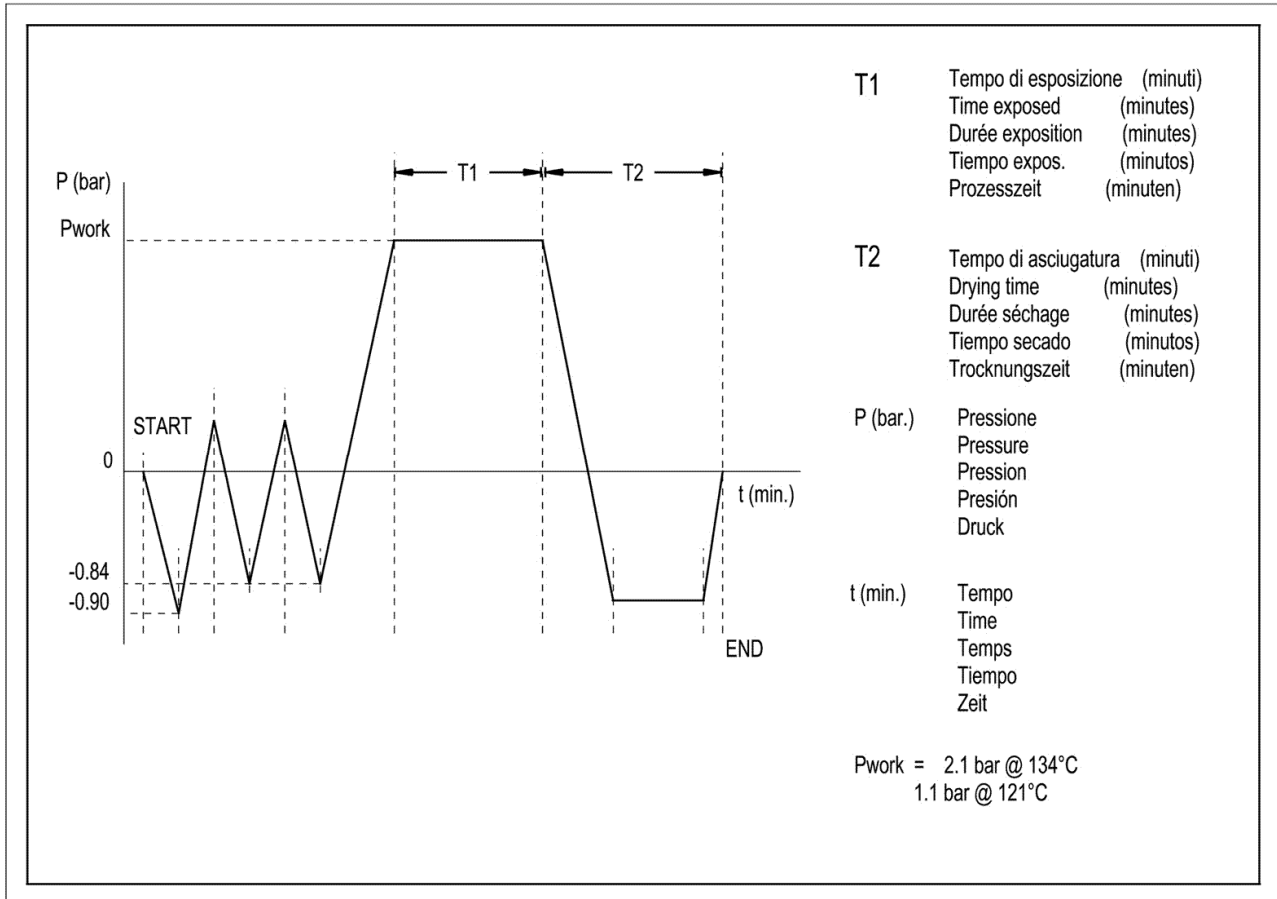 P (bar)
Pwork
START
0
-0.84
-0.90
T1
T2
t (min.)
END
T1 Tempo di esposizione (minuti)
Time exposed (minutes)
Durée exposition (minutes)
Tiempo expos. (minutos)
Prozesszeit (minuten)
T2 Tempo di asciugatura (minuti)
Drying time (minutes)
Durée séchage (minutes)
Tiempo secado (minutos)
Trocknungszeit (minuten)
P (bar.) Pressione
Pressure
Pression
Presión
Druck
t (min.) Tempo
Time
Temps
Tiempo
Zeit
Pwork = 2.1 bar @ 134°C
1.1 bar @ 121°C